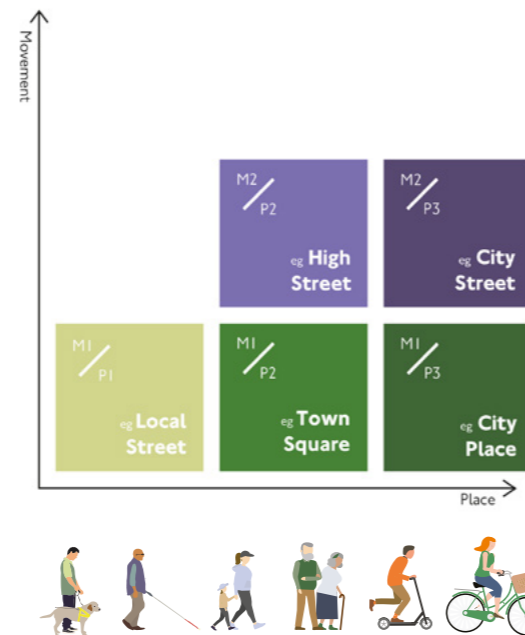 Movement
M2
P2
eg High
Street
M2
P3
eg City
Street
M1
P1
eg Local
Street
M1
P2
eg Town
Square
M1
P3
eg City
Place
Place